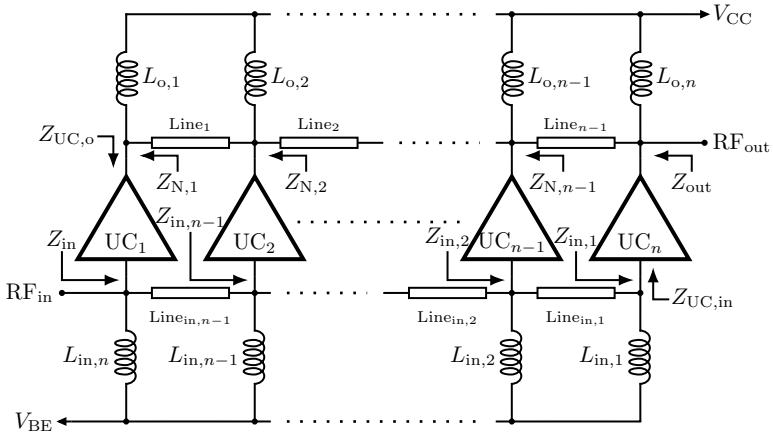 V_CC
L_o,1 L_o,2 L_o,n−1 L_o,n
Line_1 Line_2 Line_n−1
Z_UC,o RF_out
Z_N,1 Z_N,2 Z_N,n−1 Z_out
Z_in Z_in,n−1 Z_in,2 Z_in,1
UC_1 UC_2 UC_n−1 UC_n
RF_in Z_UC,in
Line_in,n−1 Line_in,2 Line_in,1
L_in,n L_in,n−1 L_in,2 L_in,1
V_BE